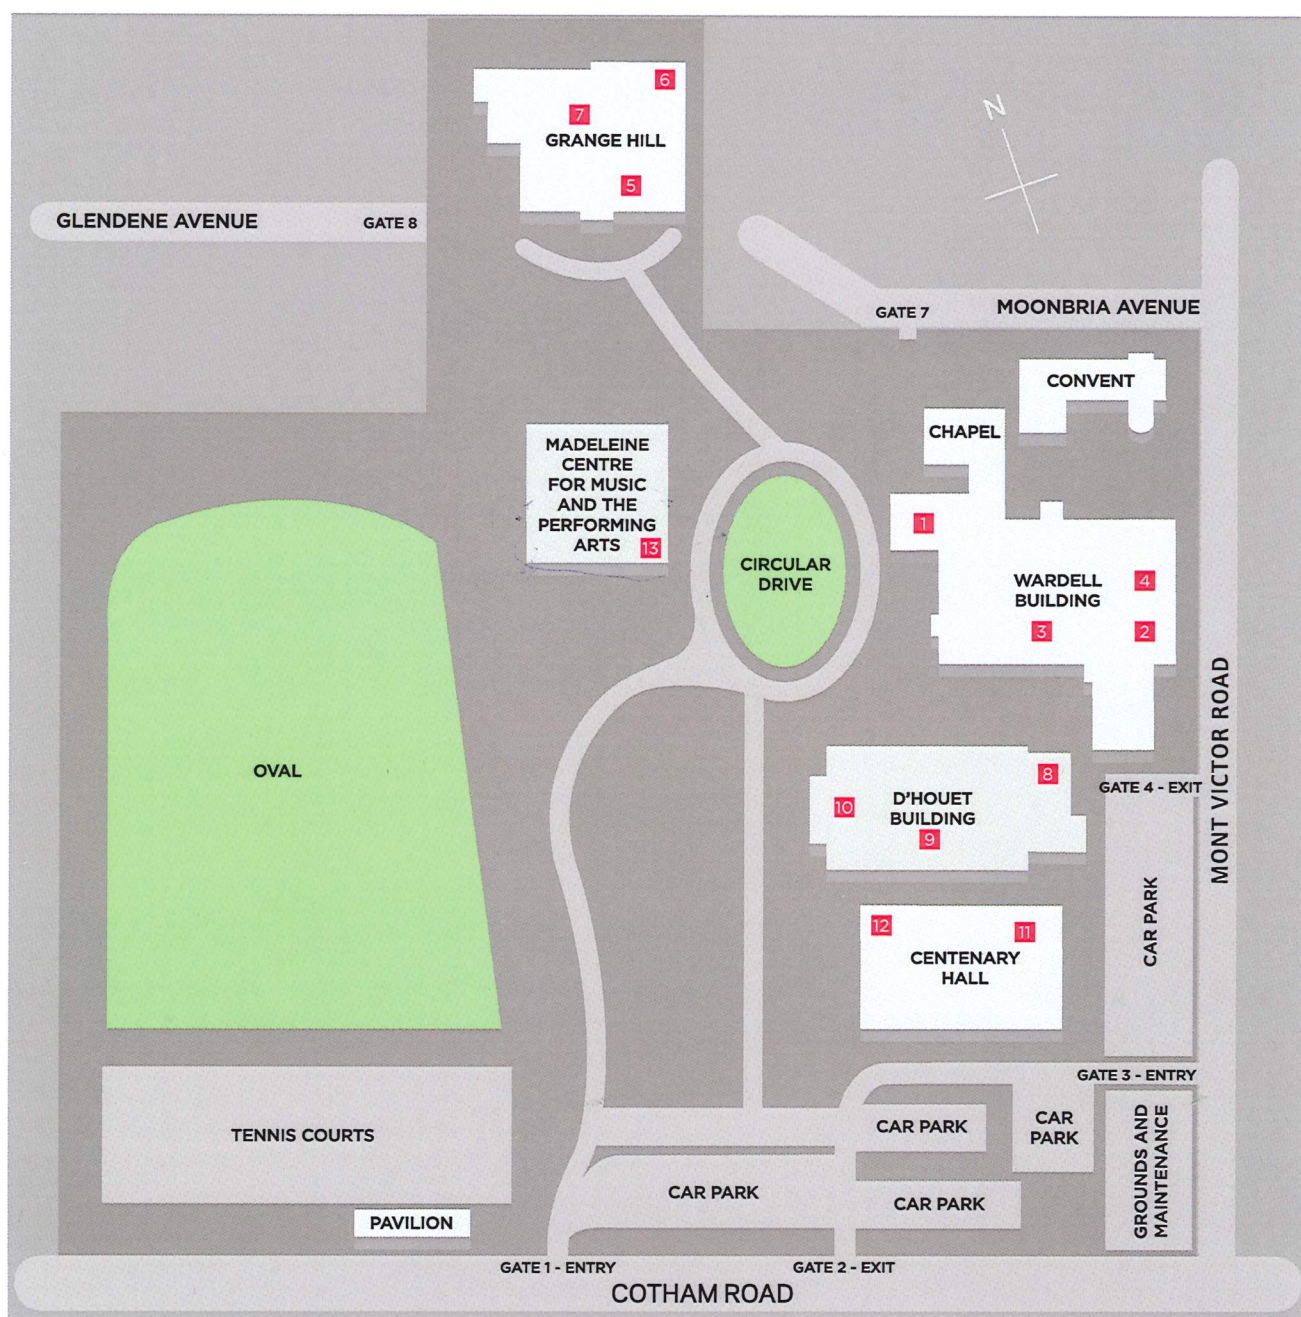 6
7
GRANGE HILL
5
N
GLENDENE AVENUE
GATE 8
GATE 7
MOONBRIA AVENUE
CONVENT
CHAPEL
MADELEINE
CENTRE
FOR MUSIC
AND THE
PERFORMING
ARTS
13
1
CIRCULAR
DRIVE
WARDELL
BUILDING
4
3
2
MONT VICTOR ROAD
OVAL
8
GATE 4 - EXIT
10
D'HOUET
BUILDING
9
CAR PARK
12
11
CENTENARY
HALL
GATE 3 - ENTRY
TENNIS COURTS
CAR PARK
CAR
PARK
GROUNDS AND
MAINTENANCE
CAR PARK
CAR PARK
PAVILION
GATE 1 - ENTRY
GATE 2 - EXIT
COTHAM ROAD